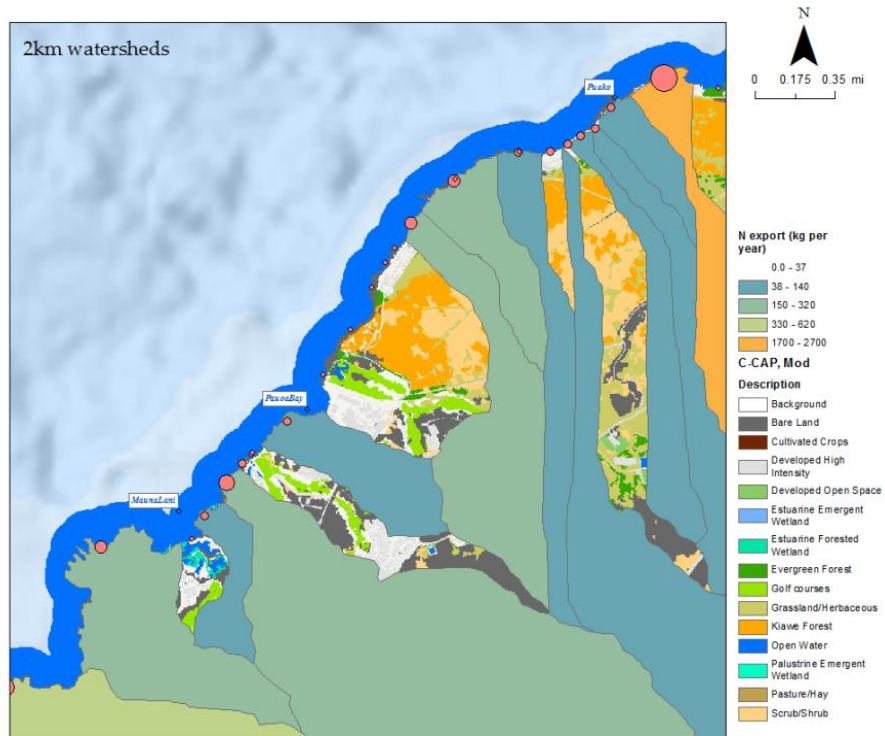 2km watersheds
N
0 0.175 0.35 mi
Puako
PauoaBay
MaunaLani
N export (kg per
year)
0.0 - 37
38 - 140
150 - 320
330 - 620
1700 - 2700
C-CAP, Mod
Description
Background
Bare Land
Cultivated Crops
Developed High
Intensity
Developed Open Space
Estuarine Emergent
Wetland
Estuarine Forested
Wetland
Evergreen Forest
Golf courses
Grassland/Herbaceous
Kiawe Forest
Open Water
Palustrine Emergent
Wetland
Pasture/Hay
Scrub/Shrub